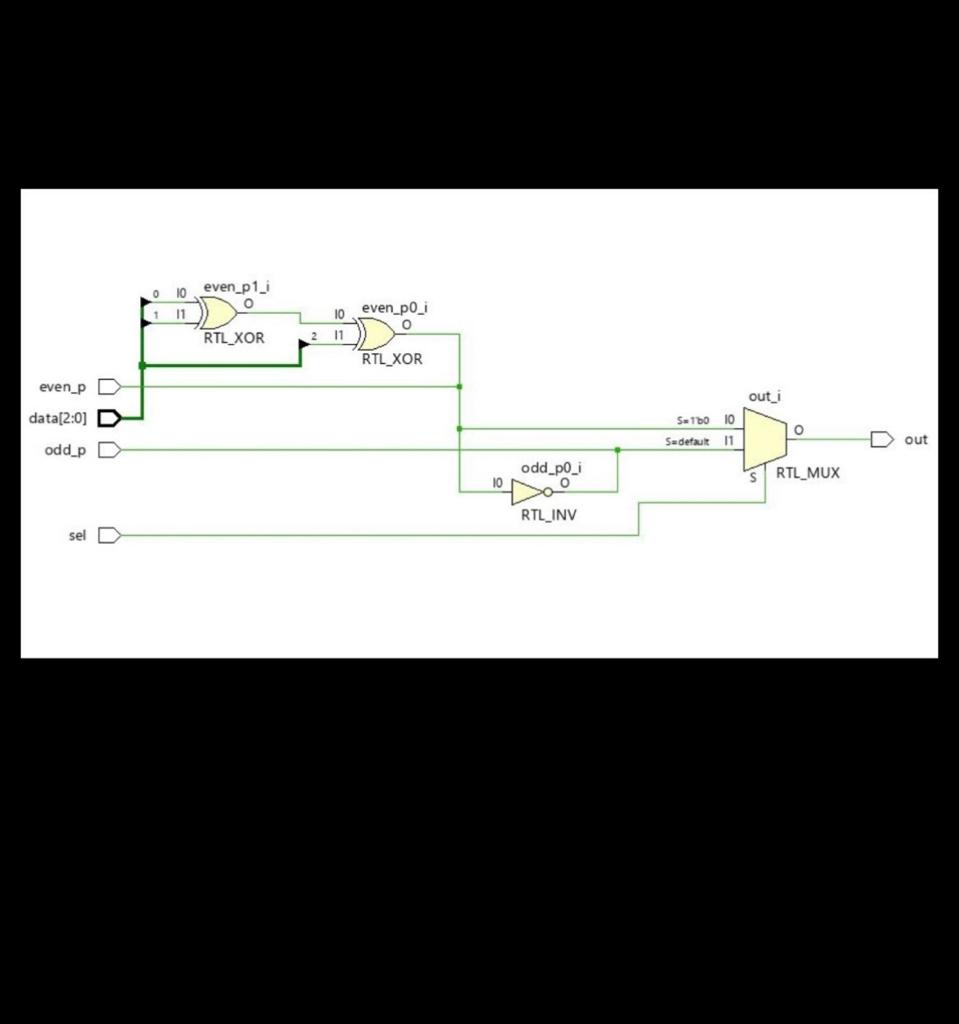 even_p1_i
0 I0 O
even_p0_i
1 I1
I0 O
RTL_XOR
2 I1
RTL_XOR
even_p
out_i
data[2:0]
S=1'b0 I0
O
out
odd_p
S=default I1
odd_p0_i
S
RTL_MUX
I0 O
RTL_INV
sel